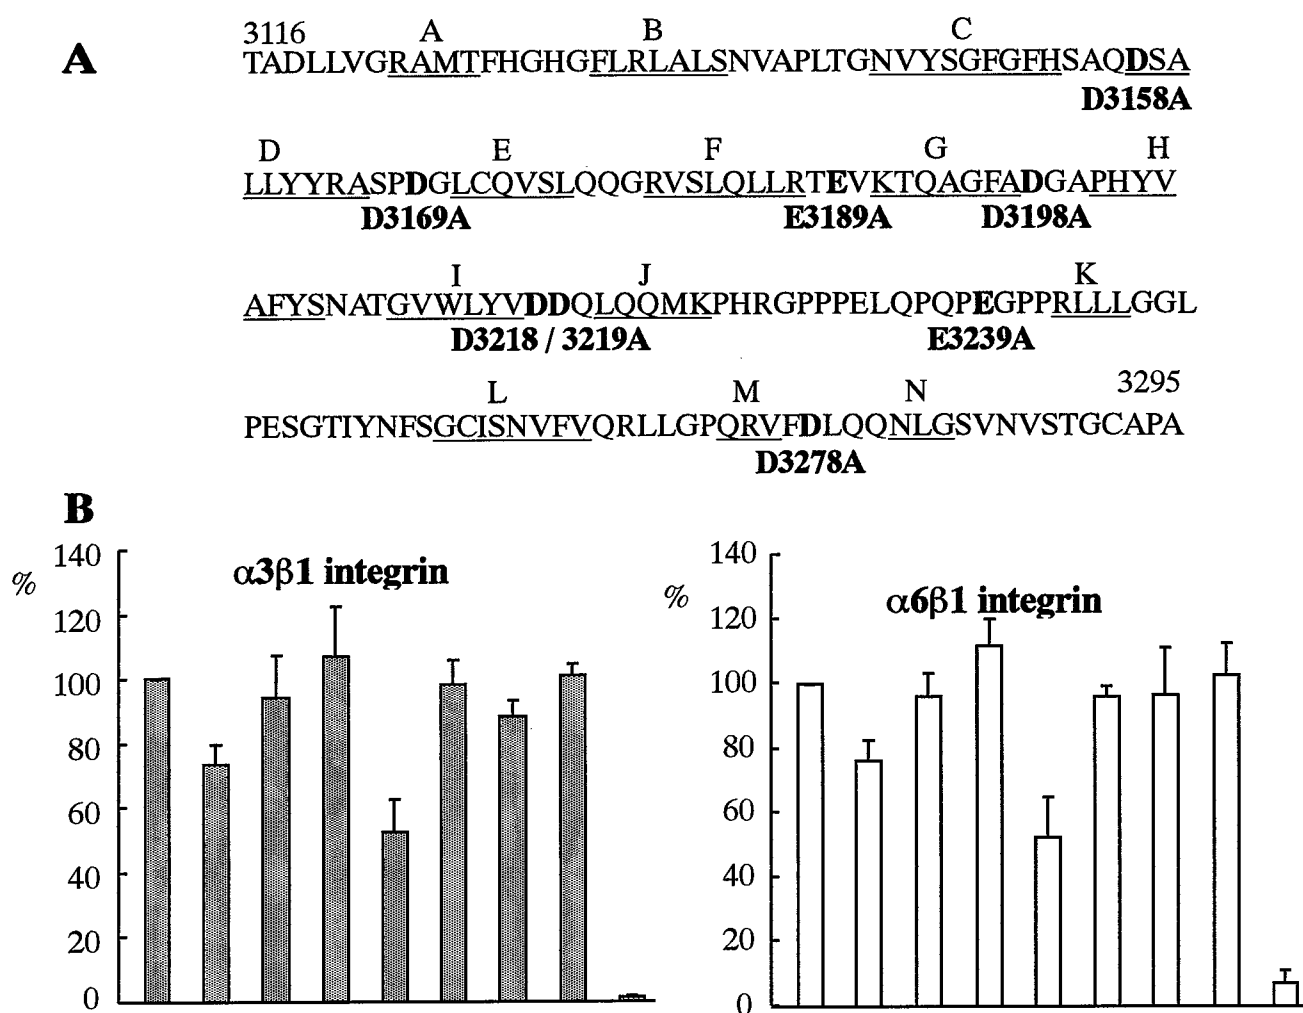 A
3116
A B C
TADLLVGRAMTFHGHGFLRLALSNVAPLTGNVYSGFGFHSAQDSA
D3158A
D E F G H
LLYYRASPDGLCQVSLQQGRVSLQLLRTEVKTQAGFADGAPHYV
D3169A E3189A D3198A
I J K
AFYSNATGVWLYVDDQLQQMKPHRGPPPELQPQPEGPPRLLLGGL
D3218 / 3219A E3239A
L M N 3295
PESGTIYNFSGCISNVFVQRLLGPQRVFDLQQNLGSVNVSTGCAPA
D3278A
B
α3β1 integrin
%
140
120
100
80
60
40
20
0
α6β1 integrin
%
140
120
100
80
60
40
20
0